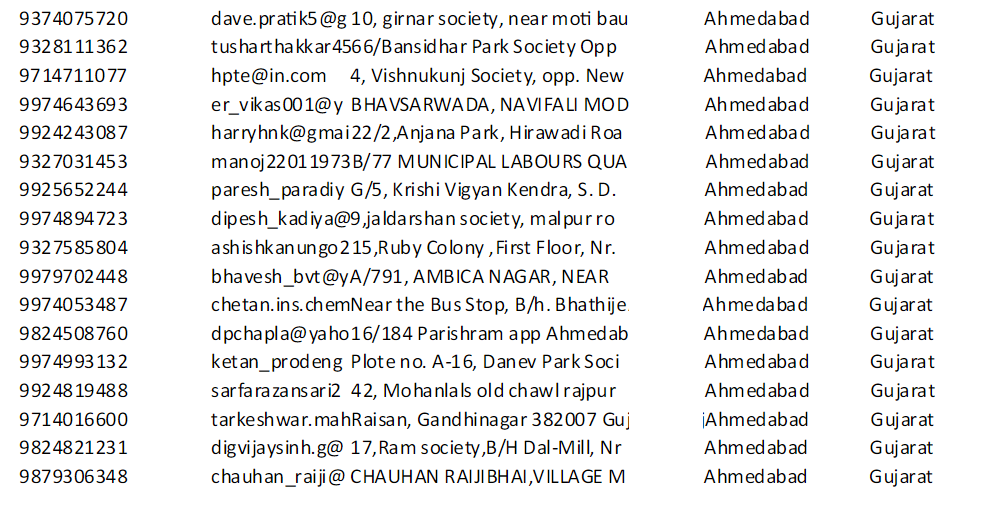 9374075720 dave.pratik5@g 10, girnar society, near moti bau Ahmedabad Gujarat
9328111362 tusharthakkar4566/Bansidhar Park Society Opp Ahmedabad Gujarat
9714711077 hpte@in.com 4, Vishnukunj Society, opp. New Ahmedabad Gujarat
9974643693 er_vikas001@y BHAVSARWADA, NAVIFALI MOD Ahmedabad Gujarat
9924243087 harryhnk@gmai22/2,Anjana Park, Hirawadi Roa Ahmedabad Gujarat
9327031453 manoj22011973B/77 MUNICIPAL LABOURS QUA Ahmedabad Gujarat
9925652244 paresh_paradiy G/5, Krishi Vigyan Kendra, S. D. Ahmedabad Gujarat
9974894723 dipesh_kadiya@9,jaldarshan society, malpur ro Ahmedabad Gujarat
9327585804 ashishkanungo215,Ruby Colony ,First Floor, Nr. Ahmedabad Gujarat
9979702448 bhavesh_bvt@yA/791, AMBICA NAGAR, NEAR Ahmedabad Gujarat
9974053487 chetan.ins.chemNear the Bus Stop, B/h. Bhathije Ahmedabad Gujarat
9824508760 dpchapla@yaho16/184 Parishram app Ahmedab Ahmedabad Gujarat
9974993132 ketan_prodeng Plote no. A-16, Danev Park Soci Ahmedabad Gujarat
9924819488 sarfarazansari2 42, Mohanlals old chawl rajpur Ahmedabad Gujarat
9714016600 tarkeshwar.mahRaisan, Gandhinagar 382007 Guj jAhmedabad Gujarat
9824821231 digvijaysinh.g@ 17,Ram society,B/H Dal-Mill, Nr Ahmedabad Gujarat
9879306348 chauhan_raiji@ CHAUHAN RAIJIBHAI,VILLAGE M Ahmedabad Gujarat